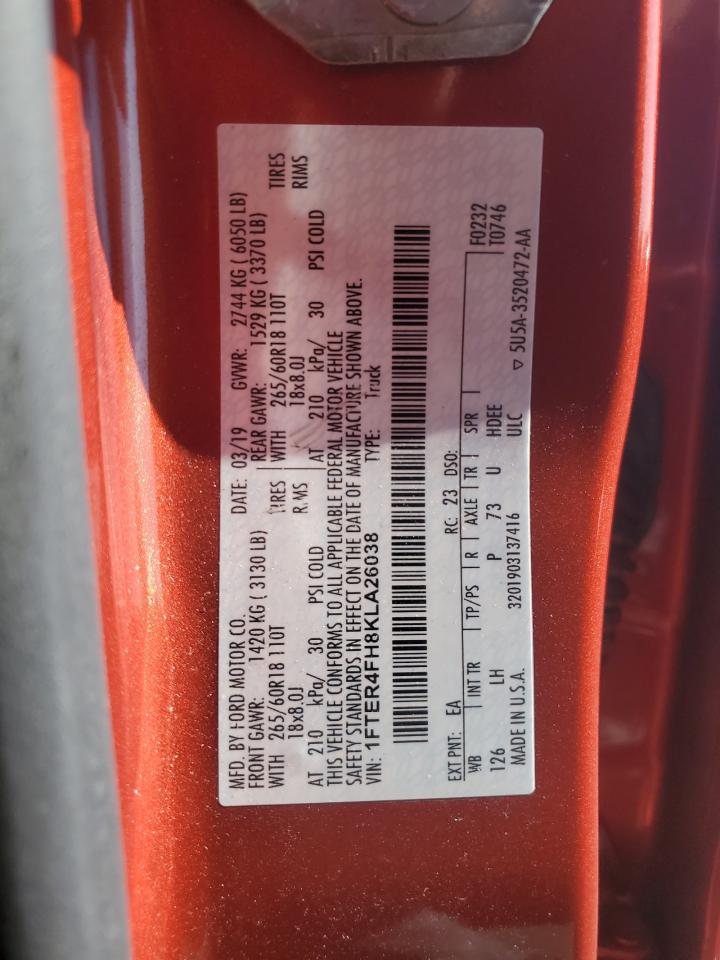 MFD. BY FORD MOTOR CO. DATE: 03/19 GVWR: 2744 KG ( 6050 LB)
FRONT GAWR: 1420 KG ( 3130 LB) REAR GAWR: 1529 KG ( 3370 LB)
WITH 265/60R18 110T TIRES WITH 265/60R18 110T TIRES
18x8.0J RIMS 18x8.0J RIMS
AT 210 kPa/ 30 PSI COLD AT 210 kPa/ 30 PSI COLD
THIS VEHICLE CONFORMS TO ALL APPLICABLE FEDERAL MOTOR VEHICLE
SAFETY STANDARDS IN EFFECT ON THE DATE OF MANUFACTURE SHOWN ABOVE.
VIN: 1FTER4FH8KLA26038 TYPE: Truck
EXT PNT: EA RC: 23 DSO:
WB INT TR TP/PS R AXLE TR SPR F0232
126 LH P 73 U HDEE T0746
MADE IN U.S.A. 3201903137416 ULC ▽ 5U5A-3520472-AA